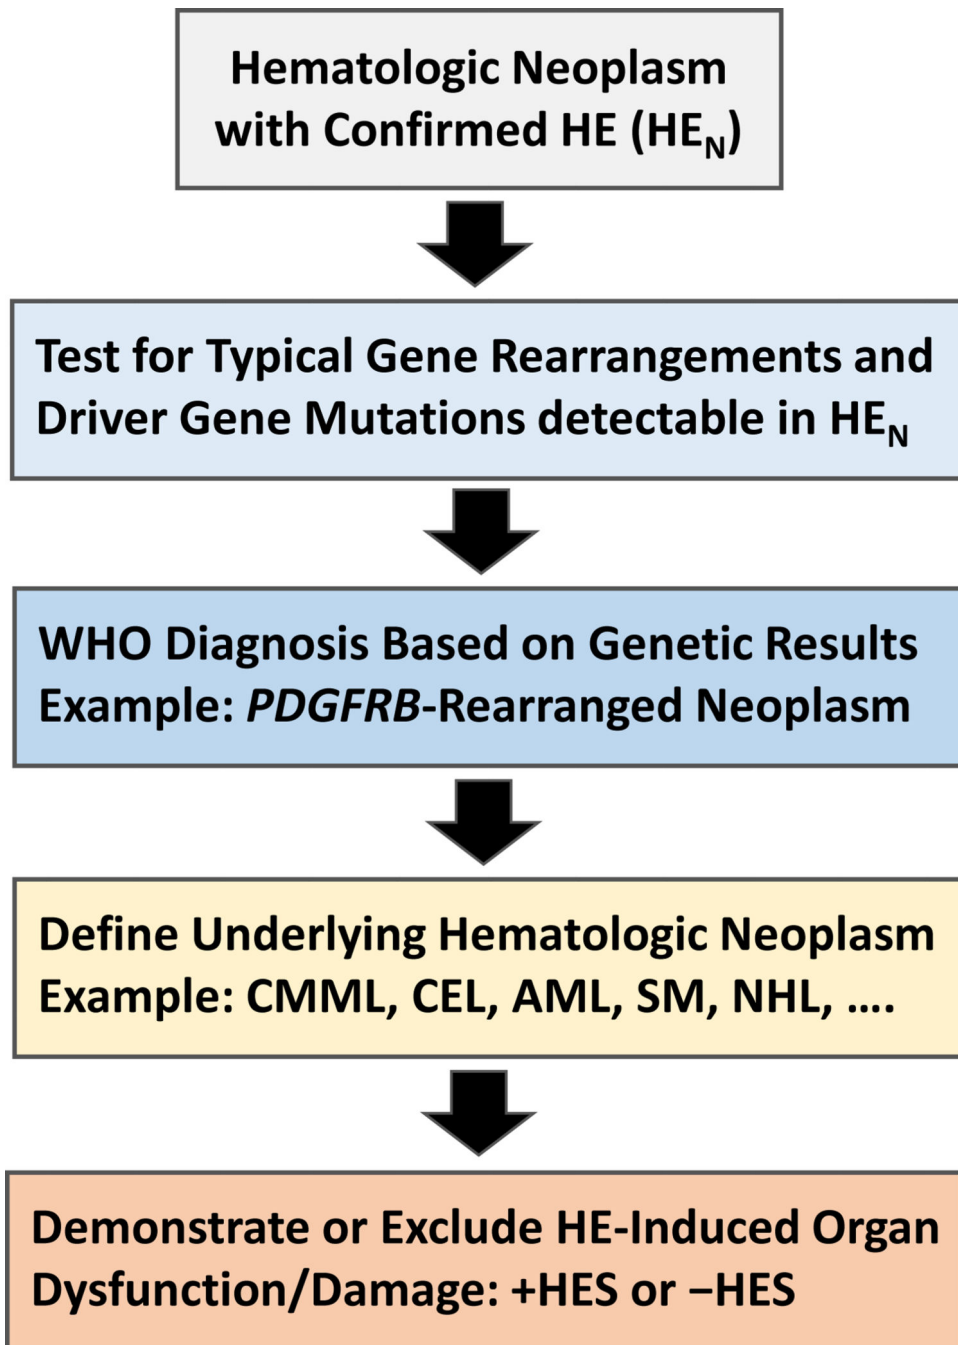 Hematologic Neoplasm
with Confirmed HE (HE_N)
Test for Typical Gene Rearrangements and
Driver Gene Mutations detectable in HE_N
WHO Diagnosis Based on Genetic Results
Example: PDGFRB-Rearranged Neoplasm
Define Underlying Hematologic Neoplasm
Example: CMML, CEL, AML, SM, NHL, ....
Demonstrate or Exclude HE-Induced Organ
Dysfunction/Damage: +HES or −HES